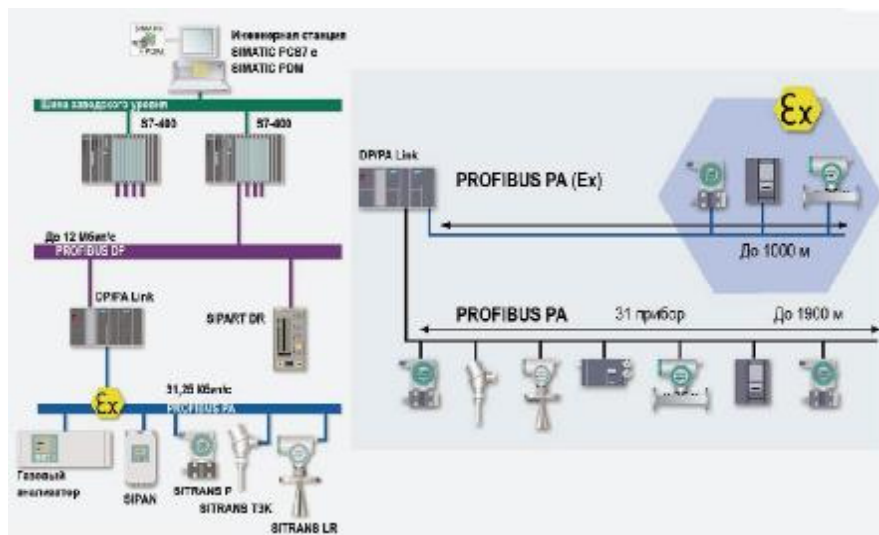 Инженерная станция
SIMATIC PCS7 с
SIMATIC PDM
Шина заводского уровня
S7-400
S7-400
До 12 Мбит/с
PROFIBUS DP
DP/PA Link
SIPART DR
31,25 Кбит/с
Ex
PROFIBUS PA
Газовый
анализатор
SIPAN
SITRANS P
SITRANS T3K
SITRANS LR
Ex
DP/PA Link
PROFIBUS PA (Ex)
До 1000 м
PROFIBUS PA
31 прибор
До 1900 м